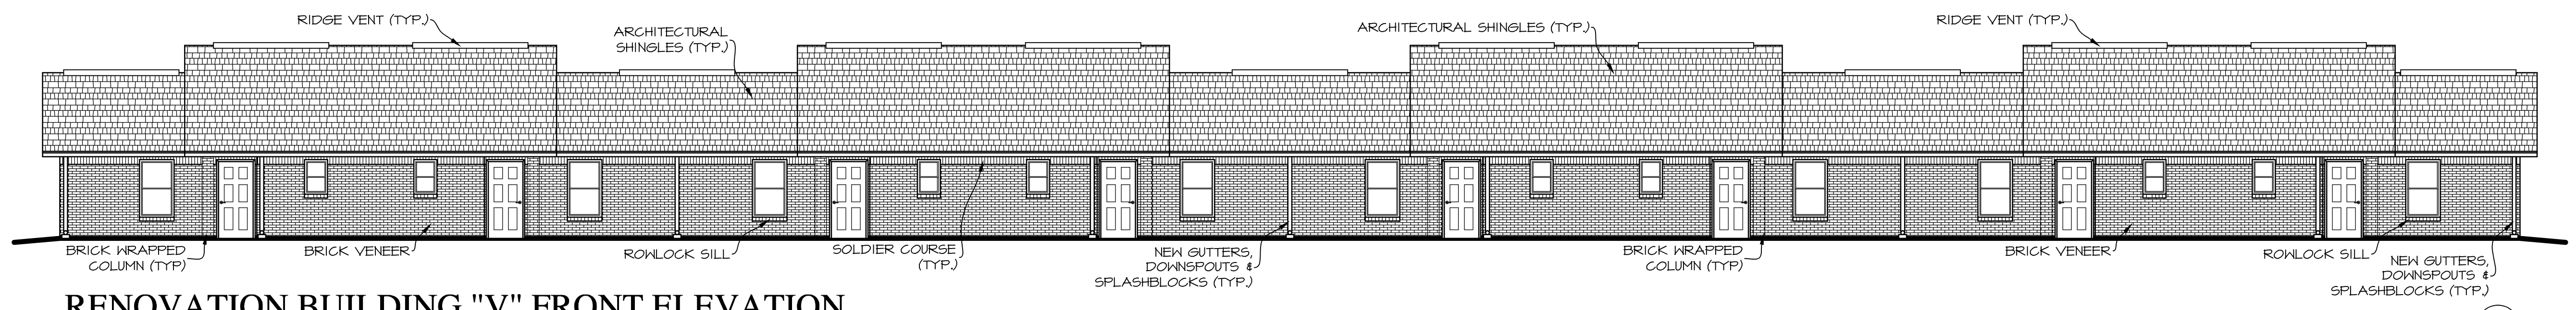 RIDGE VENT (TYP.)
ARCHITECTURAL
SHINGLES (TYP.)
ARCHITECTURAL SHINGLES (TYP.)
RIDGE VENT (TYP.)
BRICK WRAPPED
COLUMN (TYP)
BRICK VENEER
ROWLOCK SILL
SOLDIER COURSE
(TYP.)
NEW GUTTERS,
DOWNSPOUTS &
SPLASHBLOCKS (TYP.)
BRICK WRAPPED
COLUMN (TYP)
BRICK VENEER
ROWLOCK SILL
NEW GUTTERS,
DOWNSPOUTS &
SPLASHBLOCKS (TYP.)
RENOVATION BUILDING "V" FRONT ELEVATION